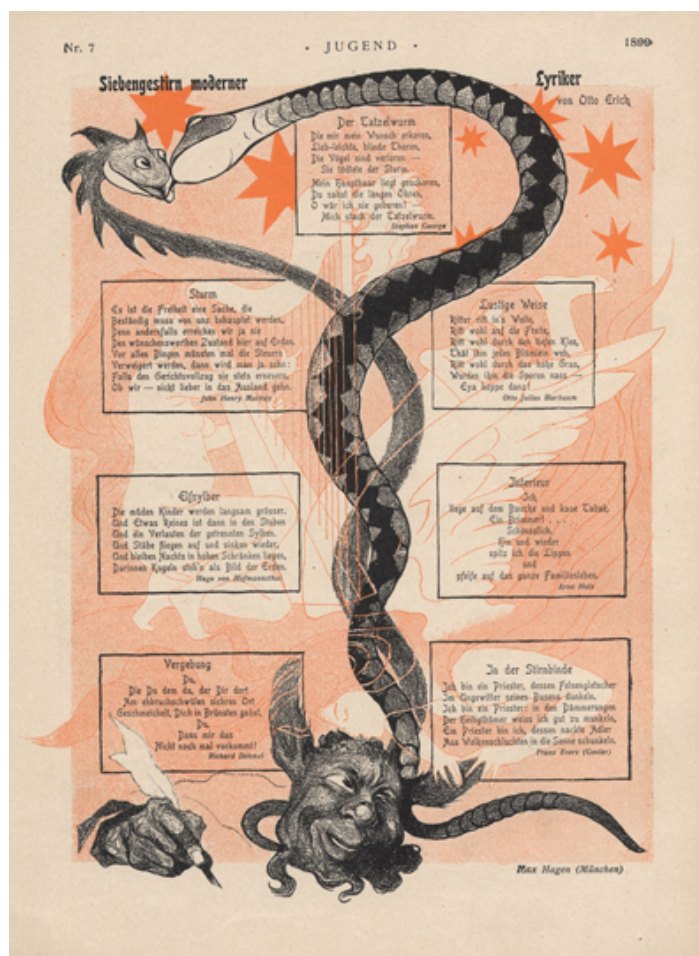 Nr. 7
· JUGEND ·
1899
Siebengestirn moderner
Lyriker
von Otto Erich
Der Tatzelwurm
Die mir mein Wunsch erkoren,
Lieb-leichte, blinde Thoren,
Die Vögel sind verloren —
Sie tödtete der Sturm.
Mein Haupthaar liegt geschoren,
Du sahst die langen Ohren,
O wär ich nie geboren! —
Mich stach der Tatzelwurm.
Stephan George
Sturm
Es ist die Freiheit eine Sache, die
Beständig muss von uns behauptet werden,
Denn andernfalls erreichen wir ja nie
Den wünschenswerthen Zustand hier auf Erden.
Vor allen Dingen müssten mal die Steuern
Verweigert werden, dann wird man ja sehn:
Falls den Gerichtsvollzug sie stets erneuern,
Ob wir — nicht lieber in das Ausland gehn.
John Henry Mackay
Lustige Weise
Ritter ritt in's Weite,
Ritt wohl auf die Freite,
Ritt wohl durch den tiefen Klee,
Thät ihm jedes Blümlein weh,
Ritt wohl durch das hohe Gras,
Wurden ihm die Sporen nass —
Eya poppeia
Otto Julius Bierbaum
Elfsylber
Die müden Kinder werden langsam grösser.
Und Etwas Reines ist dann in den Stuben
Und ein Verlauten der getrennten Sylben.
Und Stäbe fliegen auf und sinken wieder,
Und bleiben Nachts in hohen Schränken liegen,
Darinnen Kugeln als Bild der Erden.
Hugo von Hofmannsthal
Interieur
Ich
liege auf dem Bauche und kaue Tabak.
Ein Brönner! . . . .
Scheusslich.
Hin und wieder
spitz ich die Lippen
und
pfeife auf das ganze Familienleben.
Arno Holz
Vergebung
Du,
Die Du dem da, der Dir dort
Am ehbruchschwülen sichren Ort
Geschmeichelt, Dich in Brünsten gabst,
Du,
Dass mir das
Nicht noch mal vorkommt!
Richard Dehmel
In der Stirnbinde
Ich bin ein Priester, dessen Felsengletscher
Im Gewitter seines Busens dunkeln.
Ich bin ein Priester: in den Dämmerungen
Der Heiligthümer weiss ich gut zu munkeln,
Ein Priester bin ich, dessen nackte Adler
Aus Wolkenschluchten in die Sonne schunkeln.
Franz Evers
Max Hagen (München)